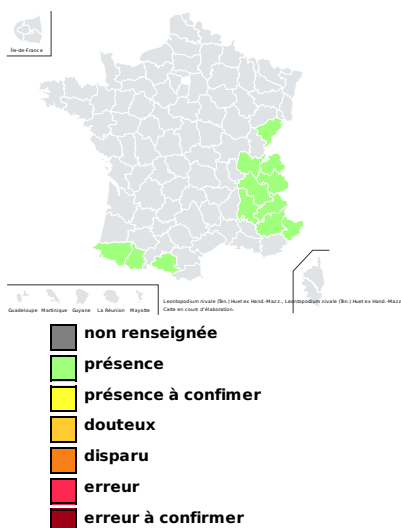 Île-de-France
Guadeloupe Martinique Guyane La Réunion Mayotte
Leontopodium nivale (Ten.) Huet ex Hand.-Mazz., Leontopodium nivale (Ten.) Huet ex Hand.-Mazz.
Carte en cours d'élaboration.
non renseignée
présence
présence à confimer
douteux
disparu
erreur
erreur à confirmer